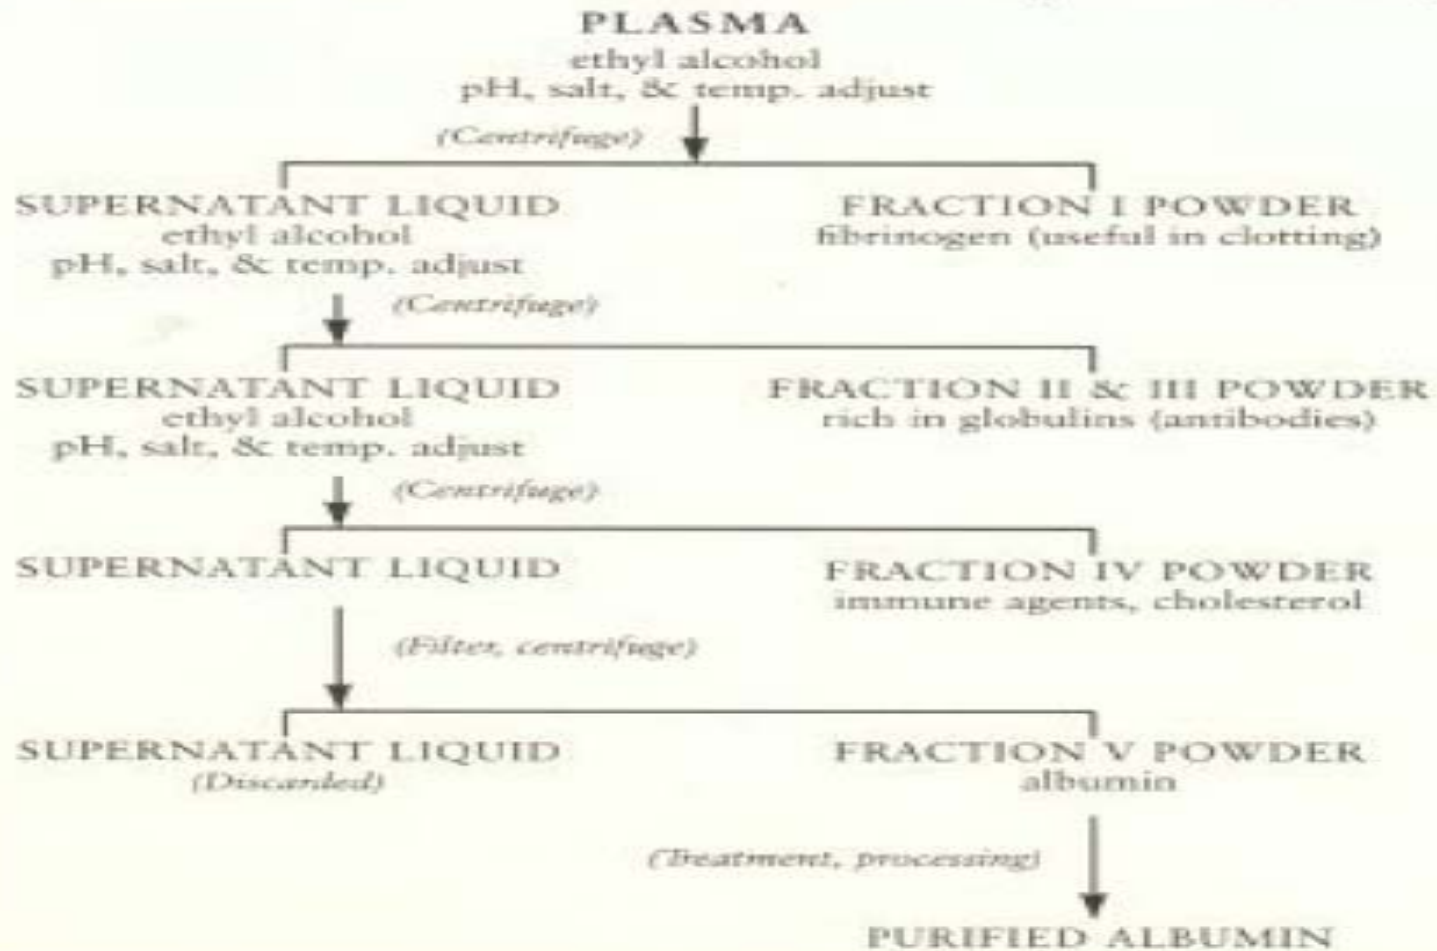 PLASMA
ethyl alcohol
pH, salt, & temp. adjust
(Centrifuge)
SUPERNATANT LIQUID
ethyl alcohol
pH, salt, & temp. adjust
FRACTION I POWDER
fibrinogen (useful in clotting)
(Centrifuge)
SUPERNATANT LIQUID
ethyl alcohol
pH, salt, & temp. adjust
FRACTION II & III POWDER
rich in globulins (antibodies)
(Centrifuge)
SUPERNATANT LIQUID
FRACTION IV POWDER
immune agents, cholesterol
(Filter, centrifuge)
SUPERNATANT LIQUID
(Discarded)
FRACTION V POWDER
albumin
(Treatment, processing)
PURIFIED ALBUMIN